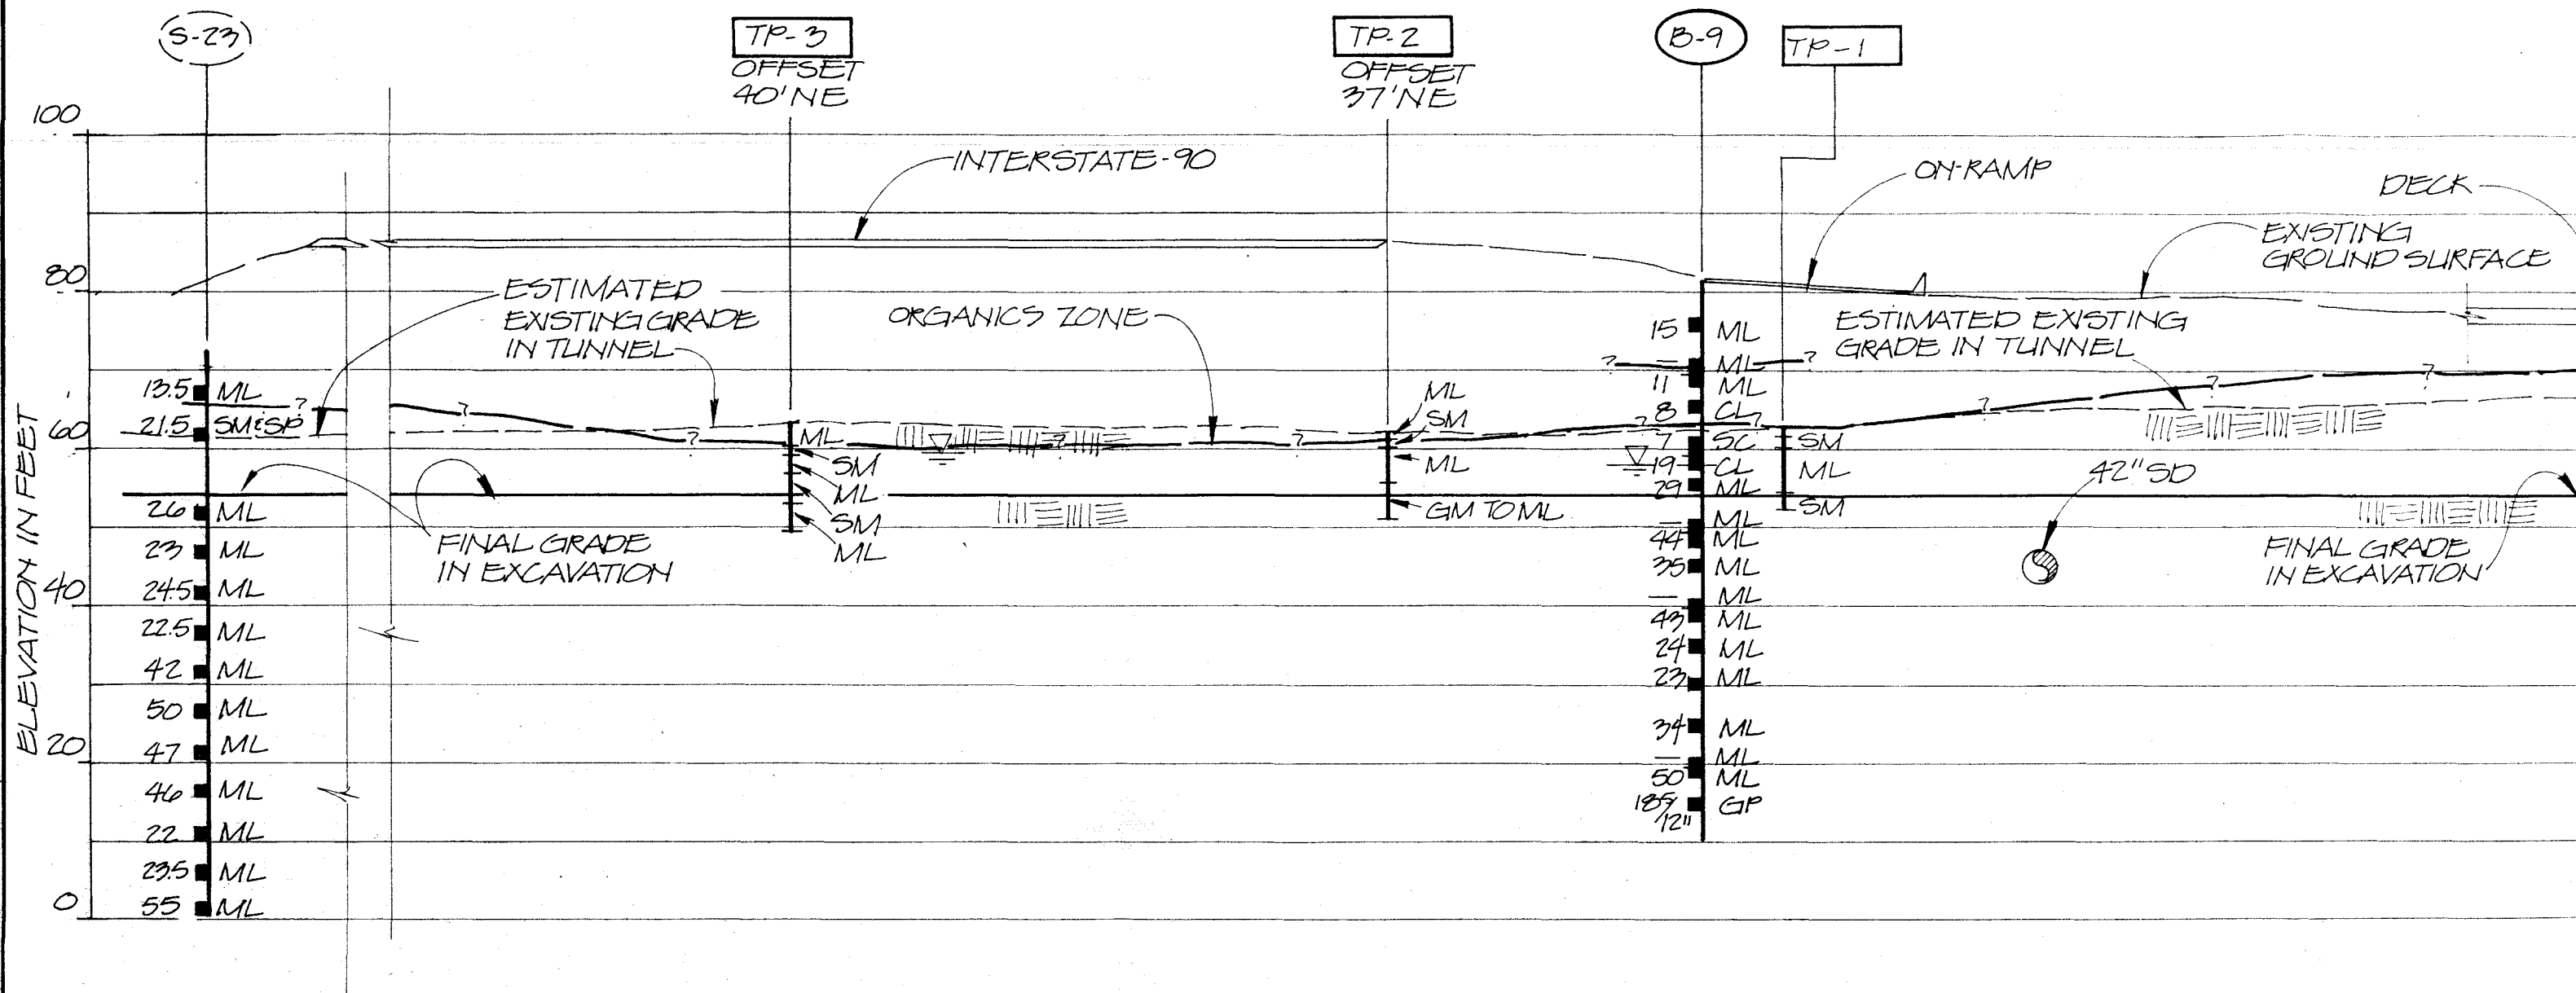 S-23
TP-3
OFFSET
40'NE
TP-2
OFFSET
37'NE
B-9
TP-1
100
80
60
40
20
0
ELEVATION IN FEET
INTERSTATE-90
ON-RAMP
DECK
EXISTING
GROUND SURFACE
ESTIMATED
EXISTING GRADE
IN TUNNEL
ORGANICS ZONE
ESTIMATED EXISTING
GRADE IN TUNNEL
13.5 ML
?
21.5 SM&SP
26 ML
23 ML
24.5 ML
22.5 ML
42 ML
50 ML
47 ML
46 ML
22 ML
23.5 ML
55 ML
FINAL GRADE
IN EXCAVATION
? ? ? ? ?
ML
SM
ML
SM
ML
ML
SM
ML
GM TO ML
15 ML
? — ML ?
11 ML
? 8 CL ?
7 SC
19 CL
29 ML
— ML
44 ML
35 ML
— ML
43 ML
24 ML
23 ML
34 ML
— ML
50 ML
185/12" GP
SM
ML
SM
? ? ?
42" SD
FINAL GRADE
IN EXCAVATION